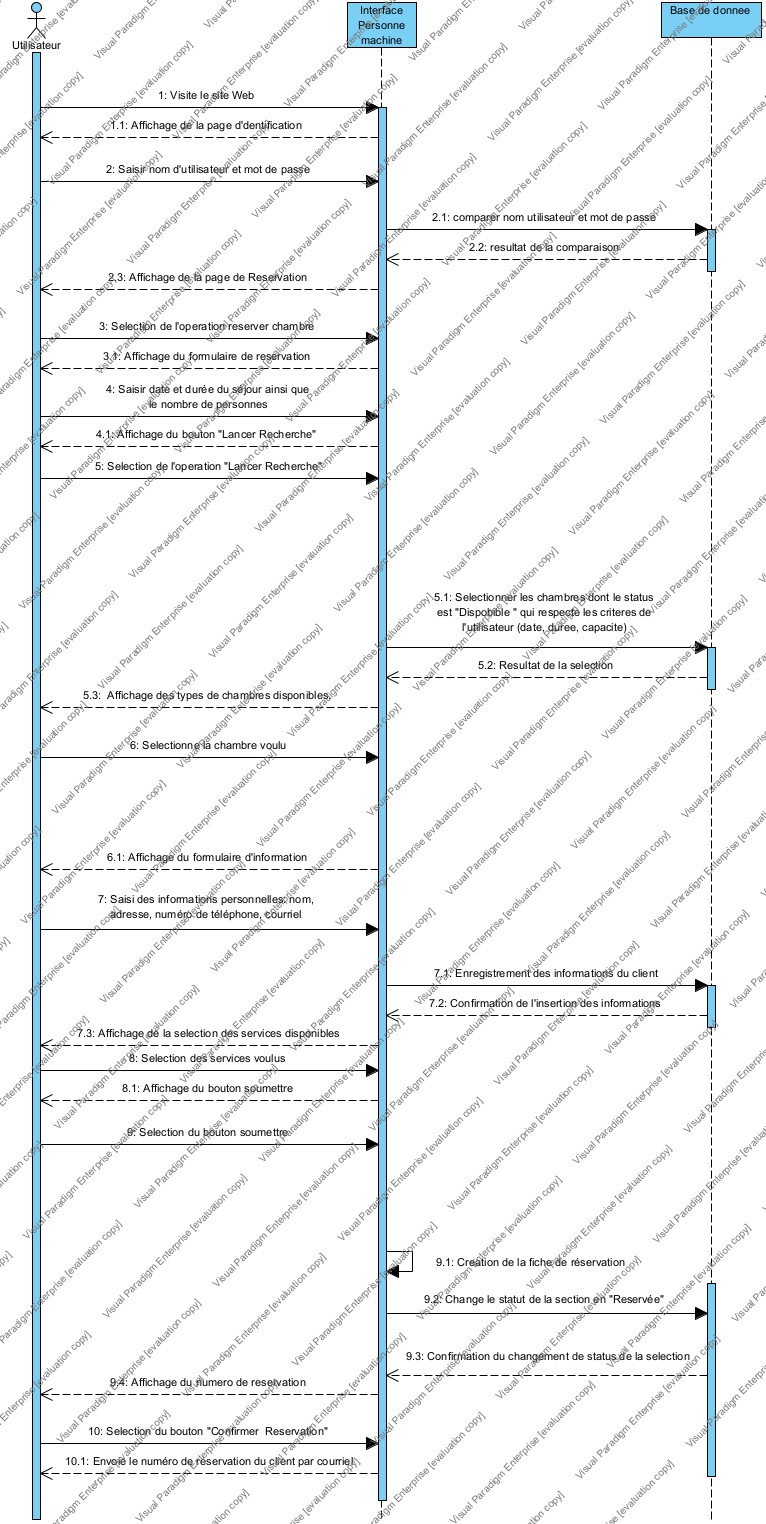 Interface
Personne
machine
Base de donnee
Utilisateur
1: Visite le site Web
1.1: Affichage de la page d'dentification
2: Saisir nom d'utilisateur et mot de passe
2.1: comparer nom utilisateur et mot de passe
2.2: resultat de la comparaison
2.3: Affichage de la page de Reservation
3: Selection de l'operation reserver chambre
3.1: Affichage du formulaire de reservation
4: Saisir date et durée du séjour ainsi que
le nombre de personnes
4.1: Affichage du bouton "Lancer Recherche"
5: Selection de l'operation "Lancer Recherche"
5.1: Selectionner les chambres dont le status
est "Dispobible " qui respecte les criteres de
l'utilisateur (date, duree, capacite)
5.2: Resultat de la selection
5.3: Affichage des types de chambres disponibles.
6: Selectionne la chambre voulu
6.1: Affichage du formulaire d'information
7: Saisi des informations personnelles: nom,
adresse, numéro de téléphone, courriel
7.1: Enregistrement des informations du client
7.2: Confirmation de l'insertion des informations
7.3: Affichage de la selection des services disponibles
8: Selection des services voulus
8.1: Affichage du bouton soumettre
9: Selection du bouton soumettre
9.1: Creation de la fiche de réservation
9.2: Change le statut de la section en "Reservée"
9.3: Confirmation du changement de status de la selection
9.4: Affichage du numero de reservation
10: Selection du bouton "Confirmer Reservation"
10.1: Envoie le numéro de réservation du client par courriel
Visual Paradigm Enterprise [evaluation copy]